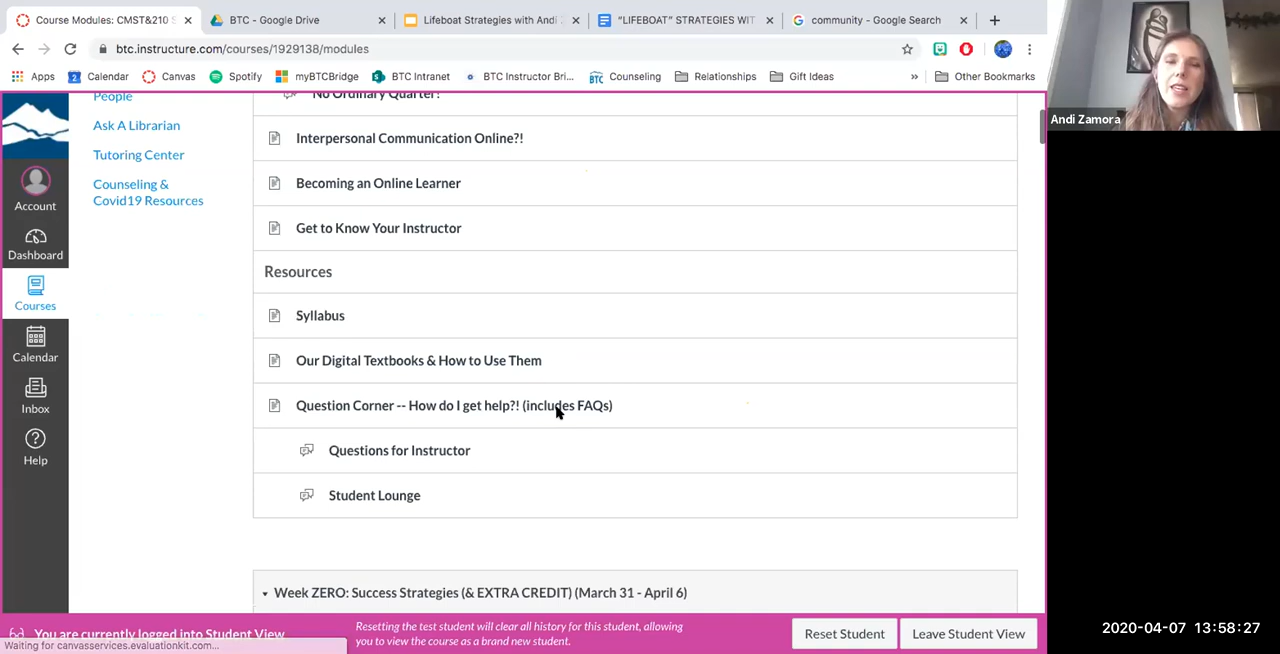 Course Modules: CMST&210 S
BTC - Google Drive
Lifeboat Strategies with Andi Z
"LIFEBOAT" STRATEGIES WIT
community - Google Search
btc.instructure.com/courses/1929138/modules
Apps
Calendar
Canvas
Spotify
myBTCBridge
BTC Intranet
BTC Instructor Bri...
BTC
Counseling
Relationships
Gift Ideas
»
Other Bookmarks
Andi Zamora
People
Ask A Librarian
Tutoring Center
Counseling &
Covid19 Resources
Account
Dashboard
Courses
Calendar
Inbox
Help
No Ordinary Quarter!
Interpersonal Communication Online?!
Becoming an Online Learner
Get to Know Your Instructor
Resources
Syllabus
Our Digital Textbooks & How to Use Them
Question Corner -- How do I get help?! (includes FAQs)
Questions for Instructor
Student Lounge
Week ZERO: Success Strategies (& EXTRA CREDIT) (March 31 - April 6)
You are currently logged into Student View
Resetting the test student will clear all history for this student, allowing
you to view the course as a brand new student.
Reset Student
Leave Student View
Waiting for canvasservices.evaluationkit.com...
2020-04-07 13:58:27